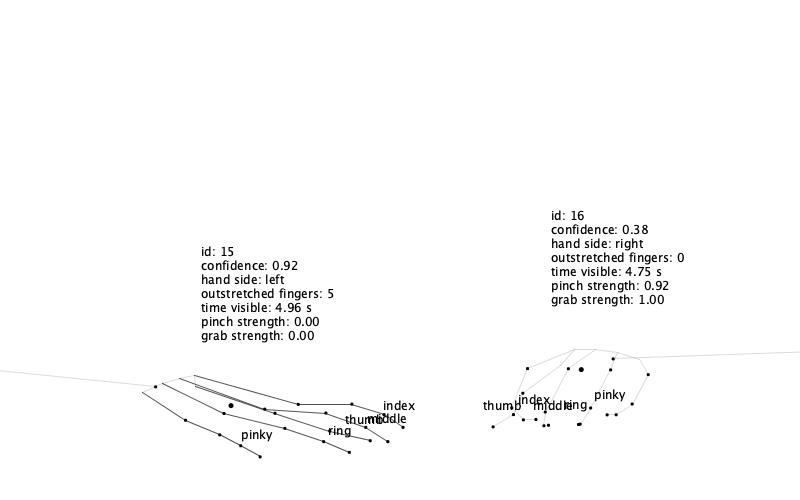 id: 15
confidence: 0.92
hand side: left
outstretched fingers: 5
time visible: 4.96 s
pinch strength: 0.00
grab strength: 0.00
index
thumb
middle
ring
pinky
id: 16
confidence: 0.38
hand side: right
outstretched fingers: 0
time visible: 4.75 s
pinch strength: 0.92
grab strength: 1.00
pinky
index
thumb
middle
ring